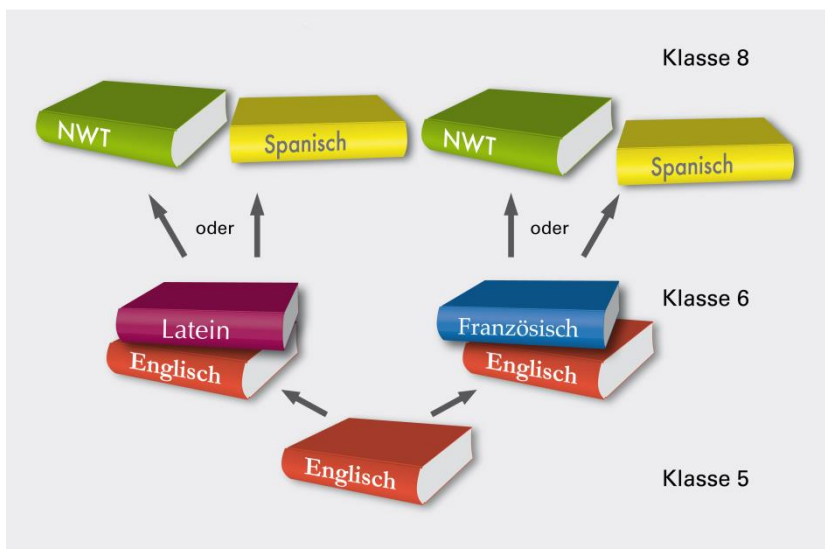 Klasse 8
NWT
Spanisch
NWT
Spanisch
oder
oder
Latein
Englisch
Französisch
Englisch
Klasse 6
Englisch
Klasse 5